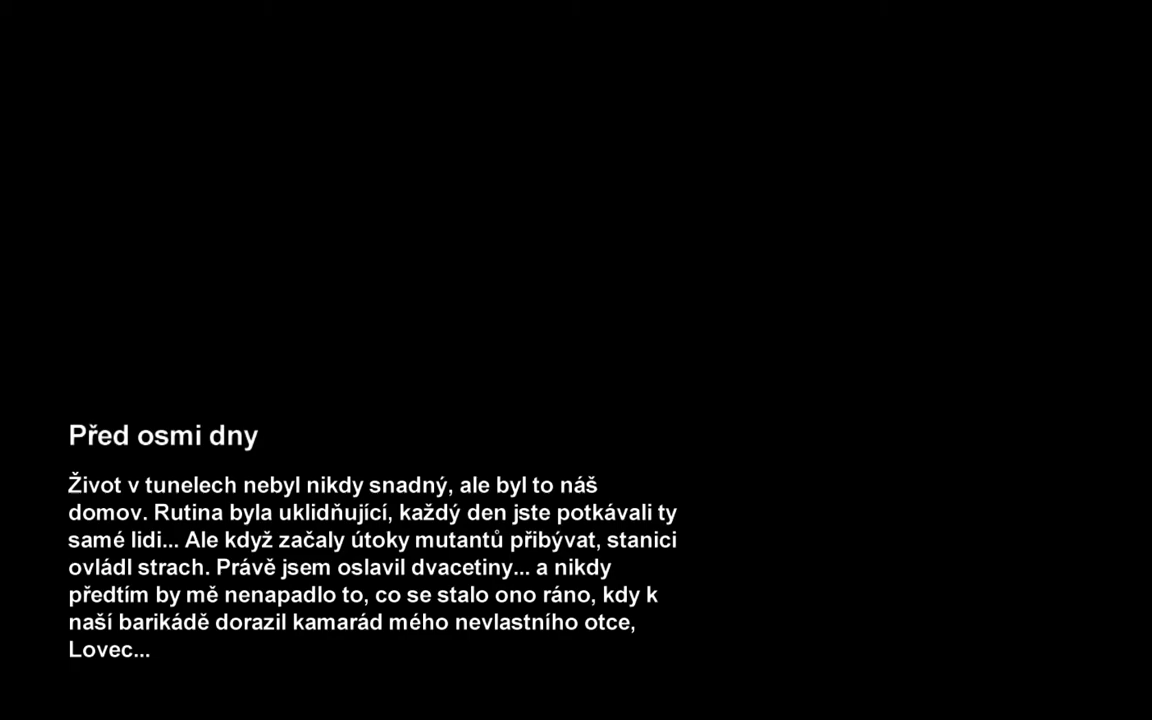 Před osmi dny
Život v tunelech nebyl nikdy snadný, ale byl to náš
domov. Rutina byla uklidňující, každý den jste potkávali ty
samé lidi... Ale když začaly útoky mutantů přibývat, stanici
ovládl strach. Právě jsem oslavil dvacetiny... a nikdy
předtím by mě nenapadlo to, co se stalo ono ráno, kdy k
naší barikádě dorazil kamarád mého nevlastního otce,
Lovec...